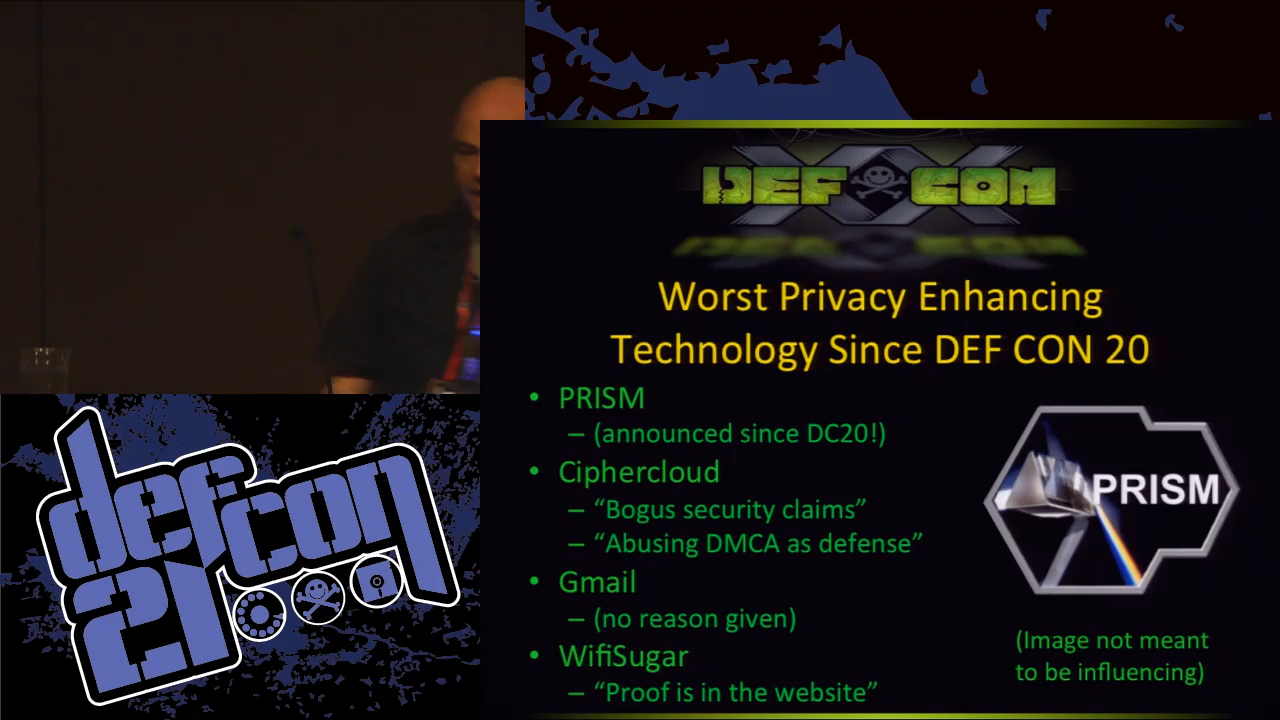 DEF CON
Worst Privacy Enhancing
Technology Since DEF CON 20
• PRISM
– (announced since DC20!)
• Ciphercloud
– “Bogus security claims”
– “Abusing DMCA as defense”
• Gmail
– (no reason given)
• WifiSugar
– “Proof is in the website”
PRISM
(Image not meant
to be influencing)
defcon
21